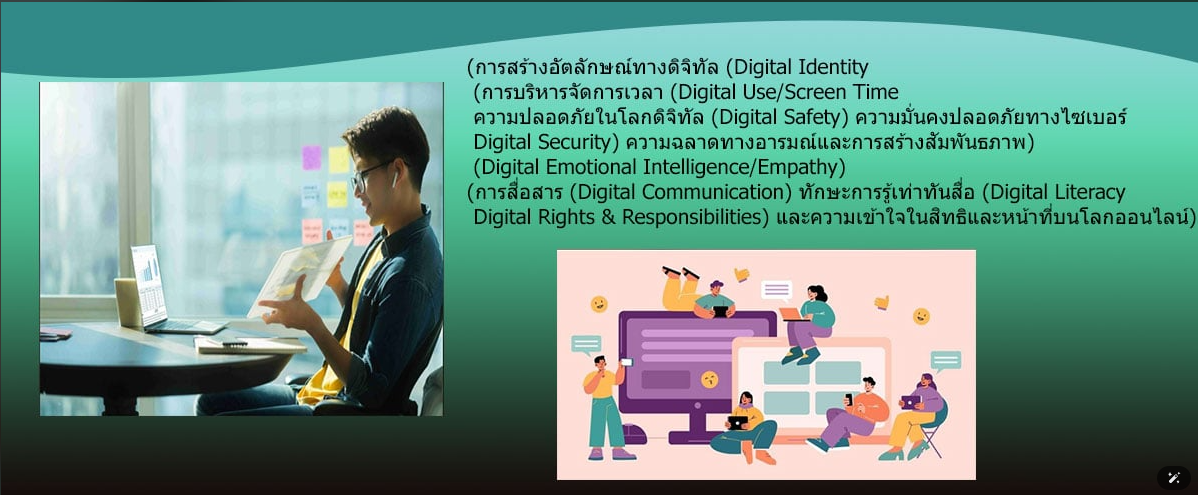 (การสร้างอัตลักษณ์ทางดิจิทัล (Digital Identity
(การบริหารจัดการเวลา (Digital Use/Screen Time
ความปลอดภัยในโลกดิจิทัล (Digital Safety) ความมั่นคงปลอดภัยทางไซเบอร์
Digital Security) ความฉลาดทางอารมณ์และการสร้างสัมพันธภาพ)
(Digital Emotional Intelligence/Empathy)
(การสื่อสาร (Digital Communication) ทักษะการรู้เท่าทันสื่อ (Digital Literacy
Digital Rights & Responsibilities) และความเข้าใจในสิทธิและหน้าที่บนโลกออนไลน์)